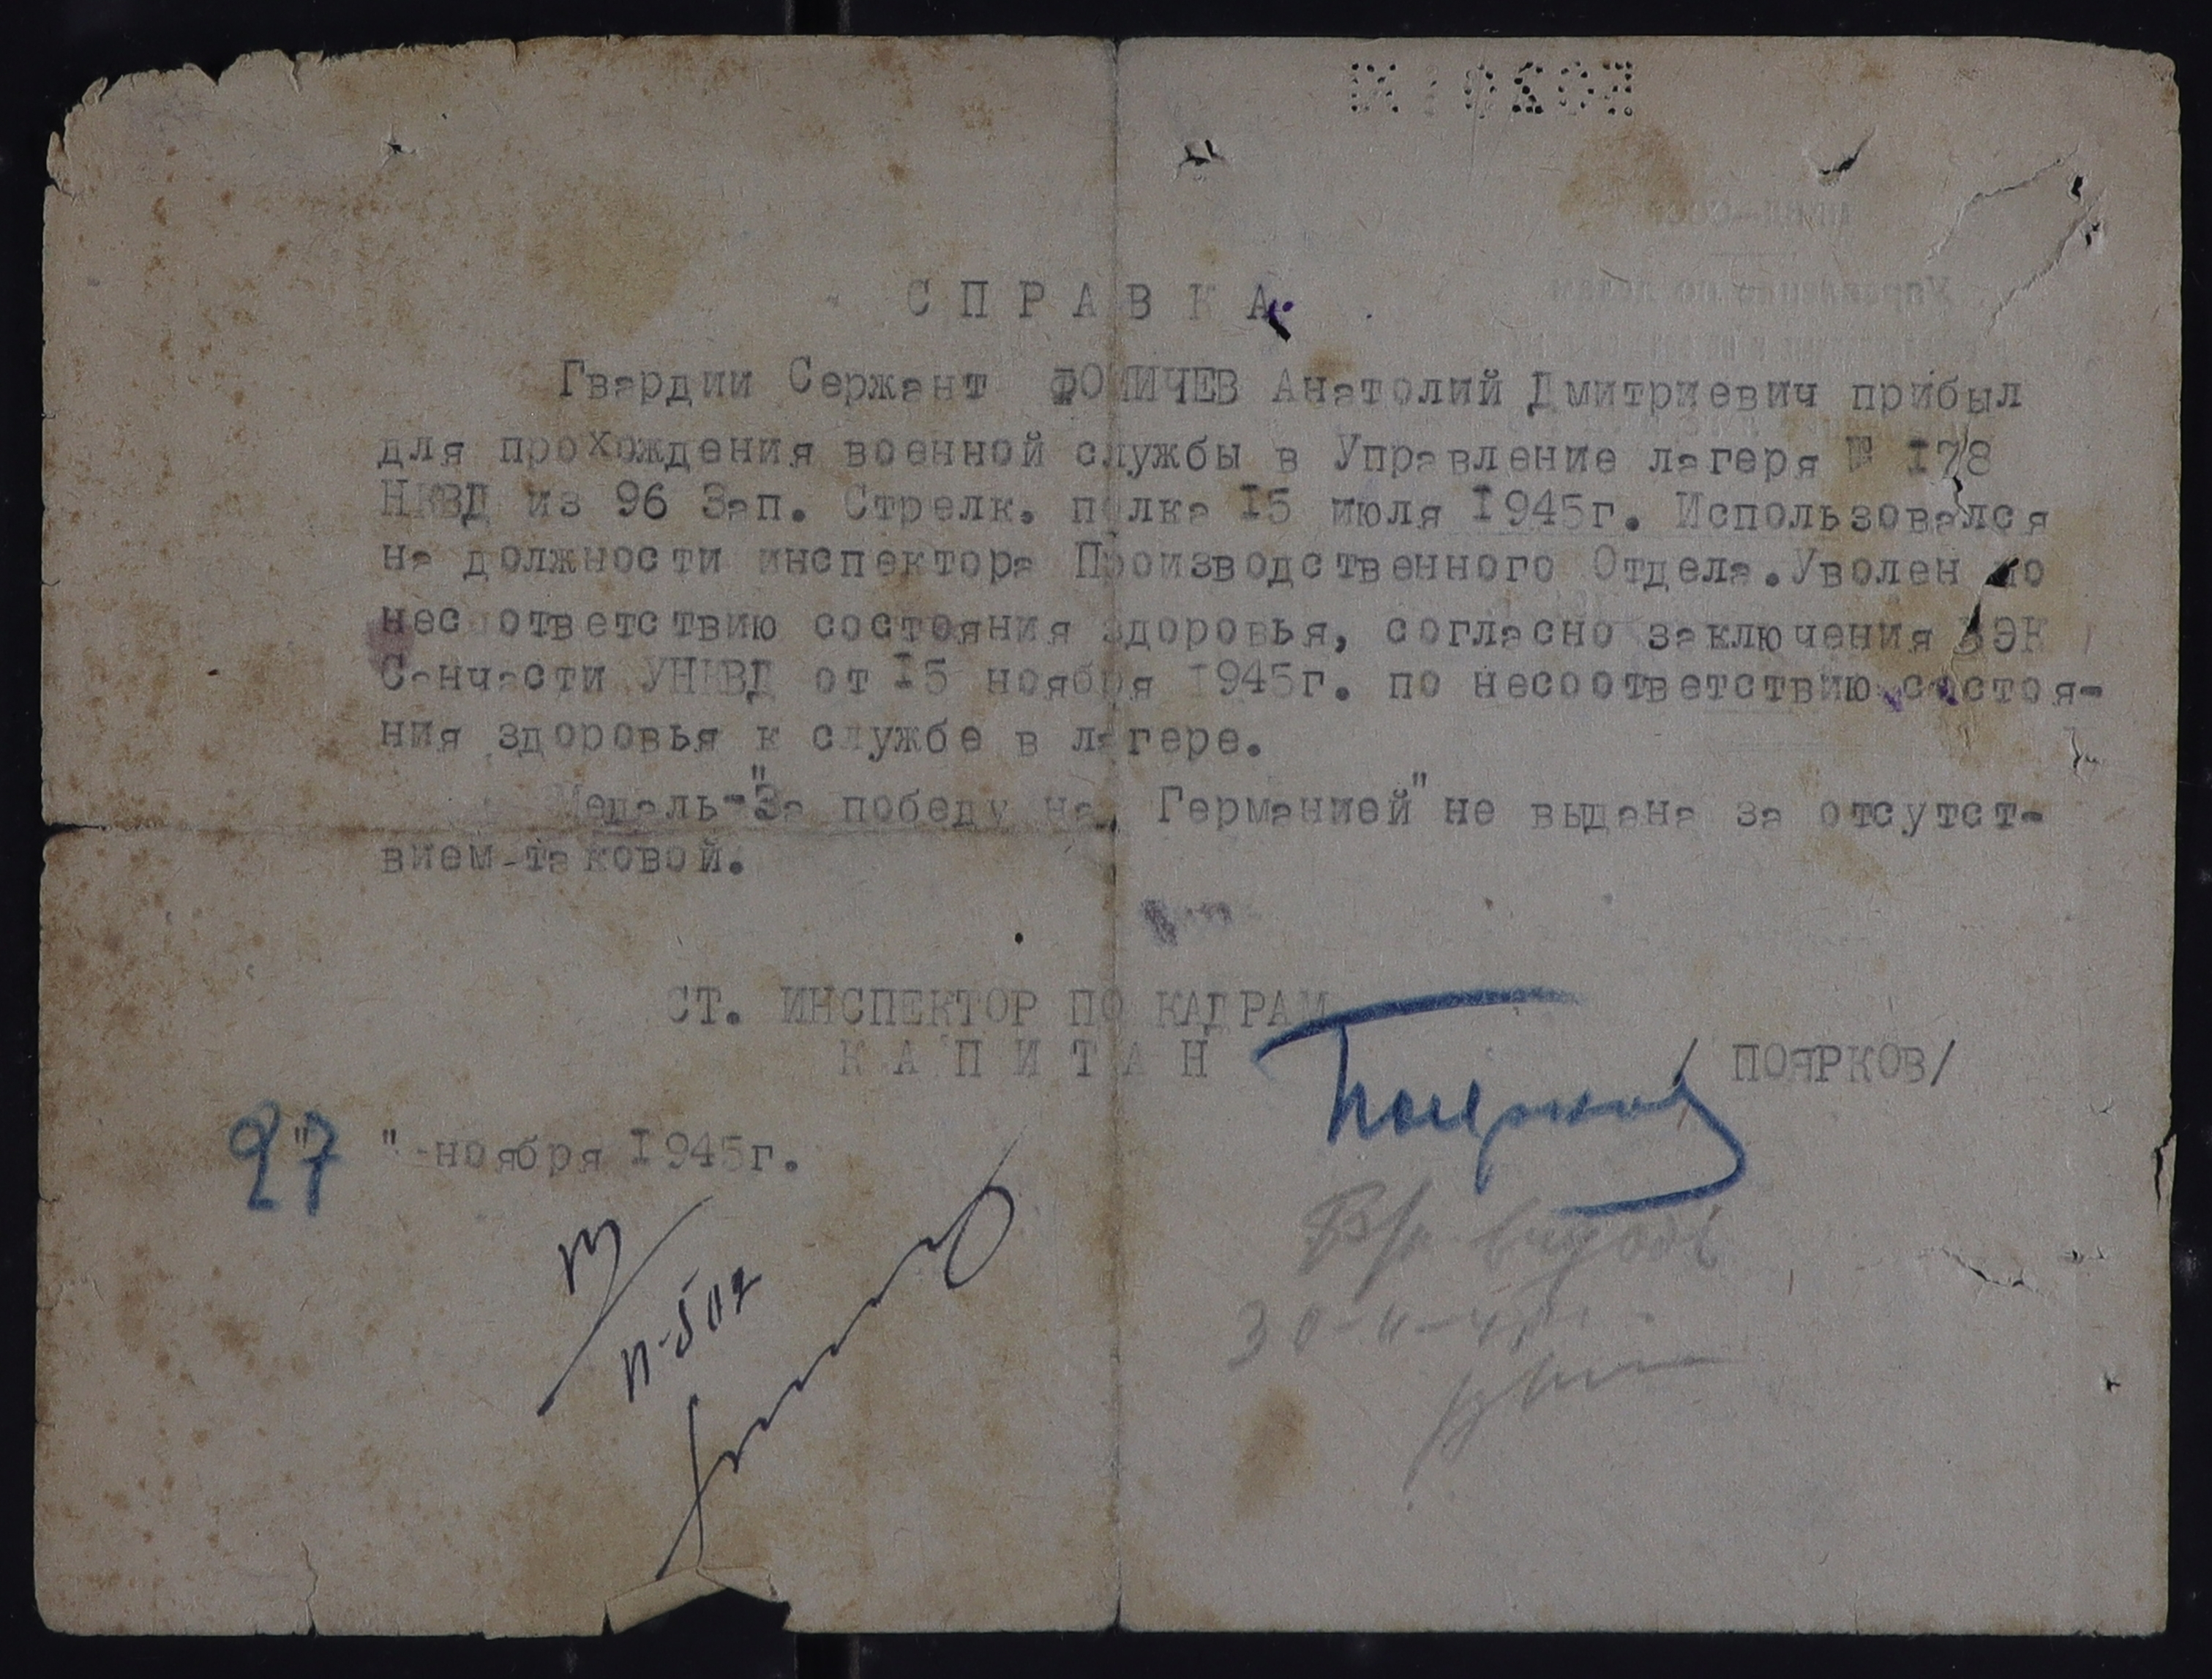 СПРАВКА
Гвардии Сержант ФОМИЧЕВ Анатолий Дмитриевич прибыл
для прохождения военной службы в Управление лагеря № 178
НКВД из 96 Зап. Стрелк. полка 15 июля 1945г. Использовался
на должности инспектора Производственного Отдела. Уволен по
несоответствию состояния здоровья, согласно заключения ВЭК
Санчасти УНКВД от 15 ноября 1945г. по несоответствию состоя-
ния здоровья к службе в лагере.
Медаль-"За победу над Германией" не выдана за отсутст-
вием таковой.
СТ. ИНСПЕКТОР ПО КАДРАМ
КАПИТАН /ПОЯРКОВ/
"27" ноября 1945г.